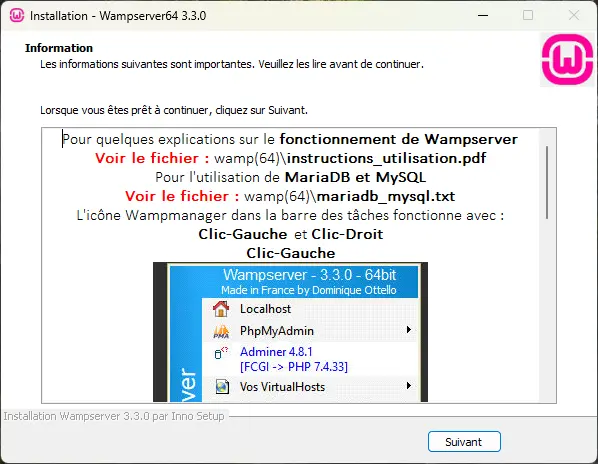 Installation - Wampserver64 3.3.0
Information
Les informations suivantes sont importantes. Veuillez les lire avant de continuer.
Lorsque vous êtes prêt à continuer, cliquez sur Suivant.
Pour quelques explications sur le fonctionnement de Wampserver
Voir le fichier : wamp(64)\instructions_utilisation.pdf
Pour l'utilisation de MariaDB et MySQL
Voir le fichier : wamp(64)\mariadb_mysql.txt
L'icône Wampmanager dans la barre des tâches fonctionne avec :
Clic-Gauche et Clic-Droit
Clic-Gauche
Wampserver - 3.3.0 - 64bit
Made in France by Dominique Ottello
Localhost
PMA PhpMyAdmin
Adminer 4.8.1
[FCGI -> PHP 7.4.33]
Vos VirtualHosts
ver
Installation Wampserver 3.3.0 par Inno Setup
Suivant